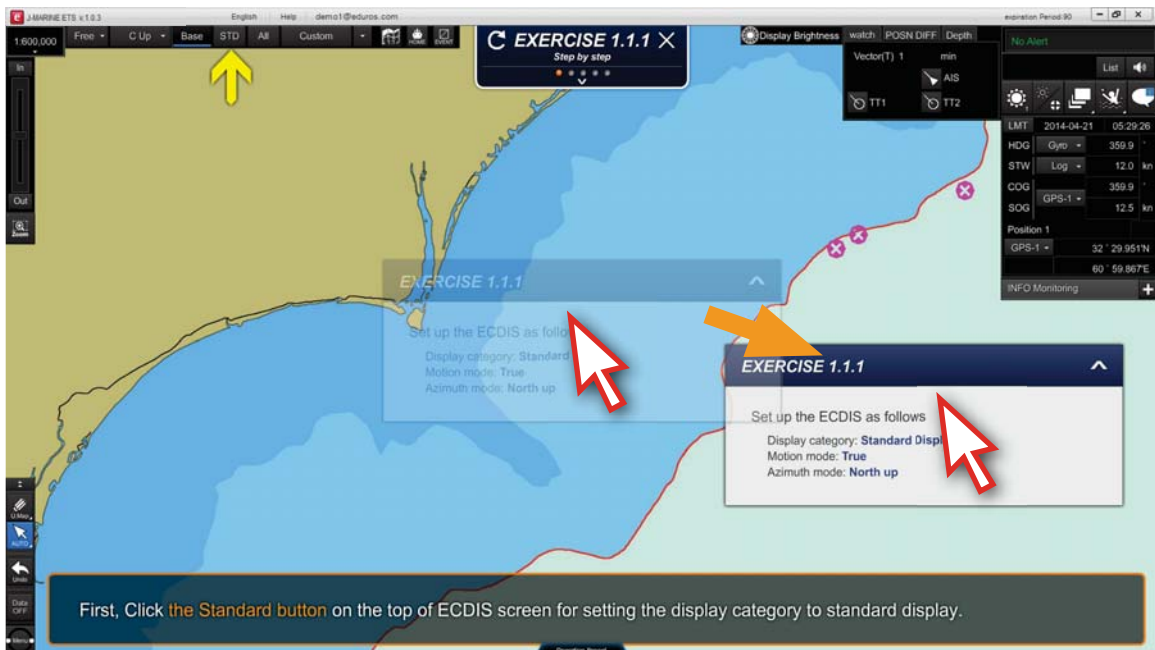 J-MARINE ETS v.1.0.3 English Help demo1@eduros.com expiration Period:90
1:600,000 Free C Up Base STD All Custom HOME EVENT
EXERCISE 1.1.1
Step by step
Display Brightness watch POSN DIFF Depth
Vector(T) 1 min
AIS
TT1 TT2
No Alert
List
LMT 2014-04-21 05:29:26
HDG Gyro 359.9 °
STW Log 12.0 kn
COG 359.9 °
GPS-1
SOG 12.5 kn
Position 1
GPS-1 32 ° 29.951'N
60 ° 59.867'E
INFO Monitoring
In
Out
Zoom
EXERCISE 1.1.1
Set up the ECDIS as follo
Display category: Standard
Motion mode: True
Azimuth mode: North up
EXERCISE 1.1.1
Set up the ECDIS as follows
Display category: Standard Displ
Motion mode: True
Azimuth mode: North up
U.Map
AUTO
Undo
Data
OFF
Menu
First, Click the Standard button on the top of ECDIS screen for setting the display category to standard display.